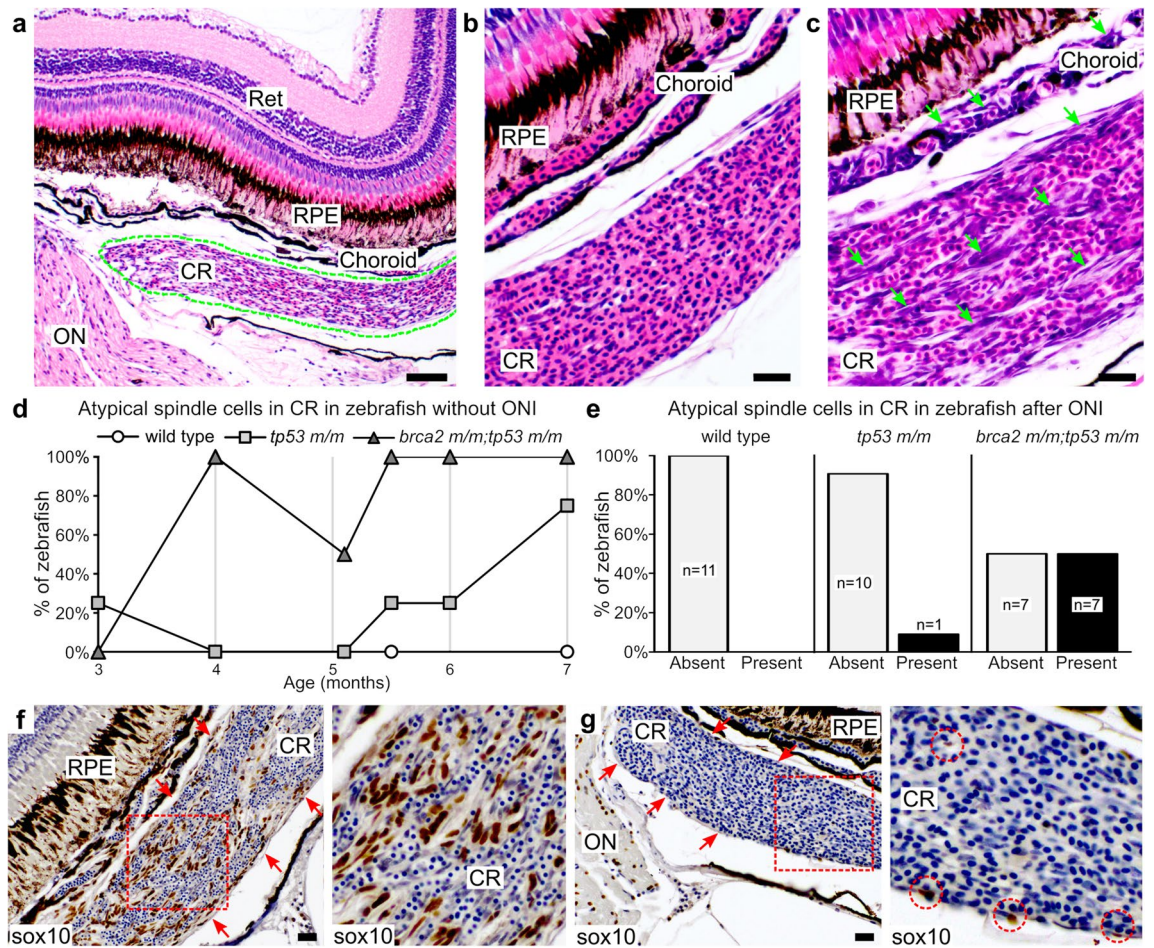 a
Ret
RPE
Choroid
CR
ON
b
Choroid
RPE
CR
c
Choroid
RPE
CR
d
Atypical spindle cells in CR in zebrafish without ONI
wild type
tp53 m/m
brca2 m/m;tp53 m/m
100%
80%
60%
40%
20%
0%
% of zebrafish
3
4
5
6
7
Age (months)
e
Atypical spindle cells in CR in zebrafish after ONI
wild type
tp53 m/m
brca2 m/m;tp53 m/m
100%
80%
60%
40%
20%
0%
% of zebrafish
n=11
n=10
n=1
n=7
n=7
Absent
Present
Absent
Present
Absent
Present
f
CR
RPE
sox10
CR
sox10
g
CR
RPE
ON
sox10
CR
sox10